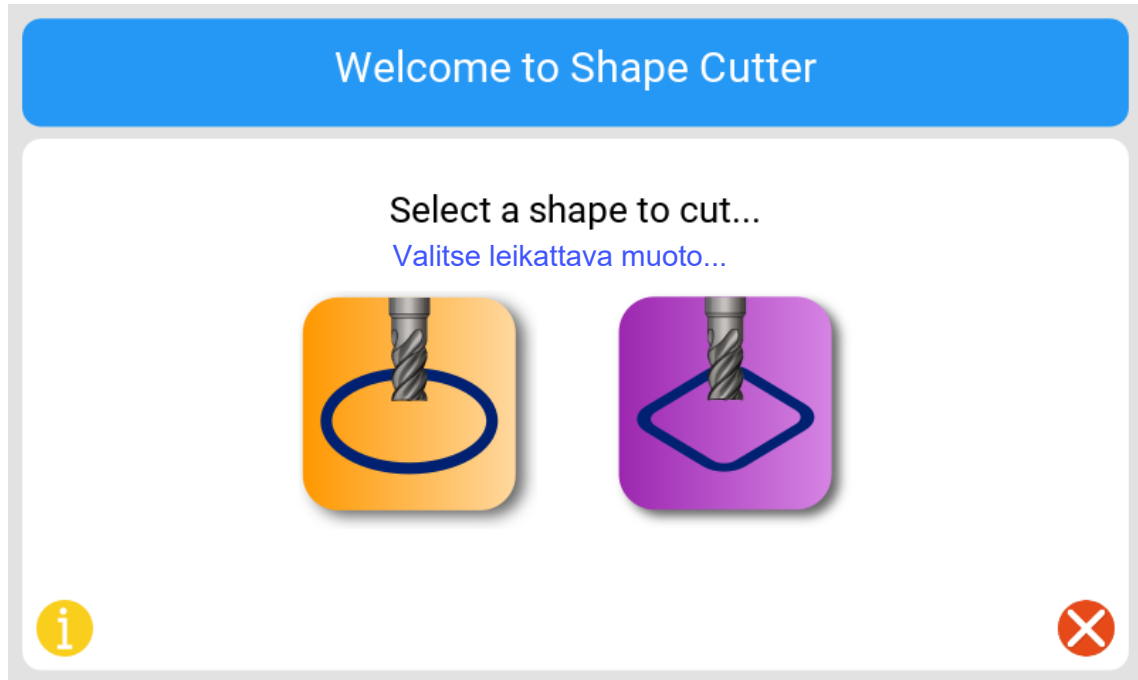 Welcome to Shape Cutter
Select a shape to cut...
Valitse leikattava muoto...
i